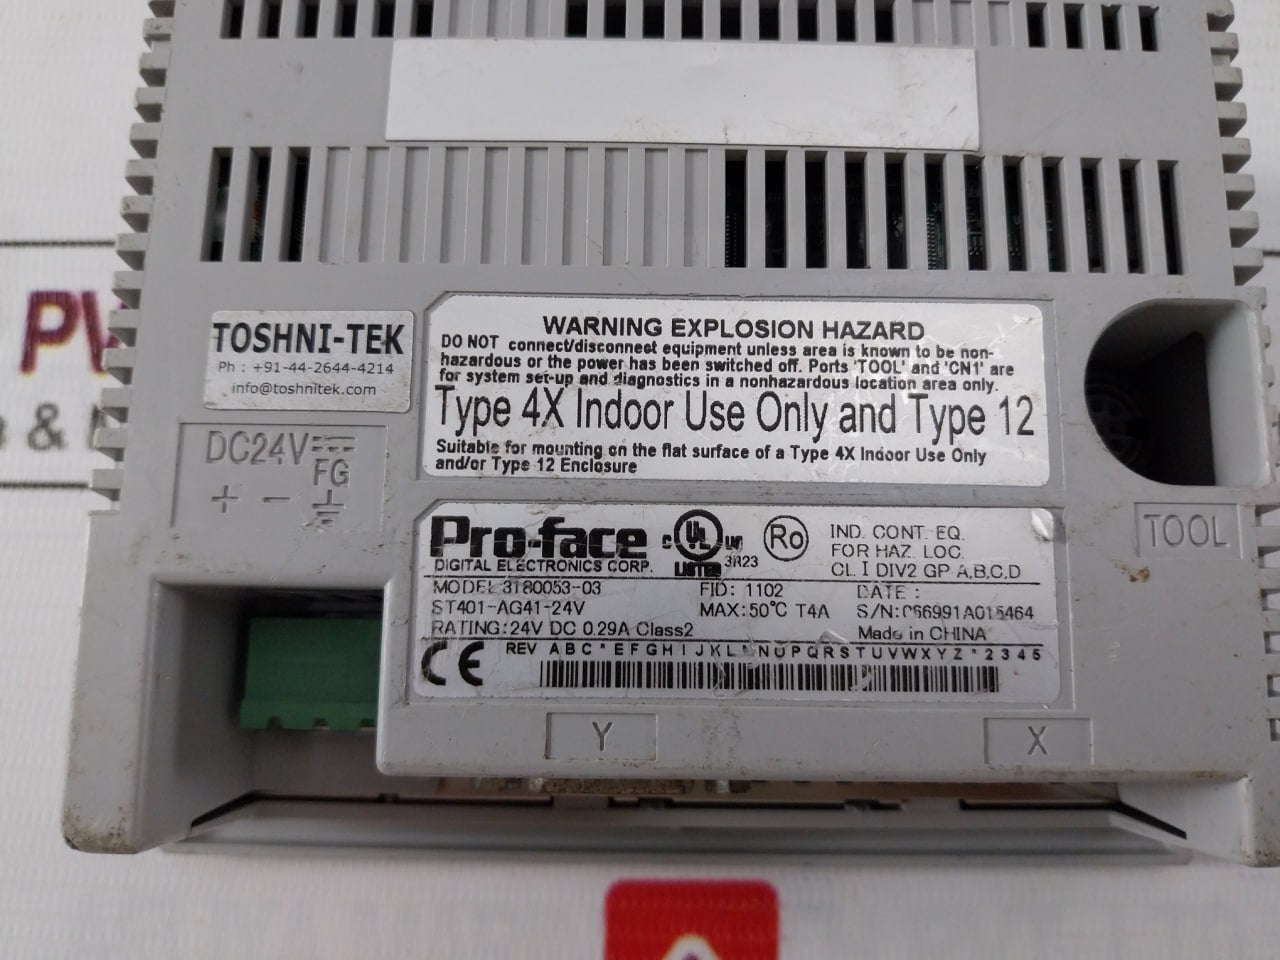 TOSHNI-TEK
Ph : +91-44-2644-4214
info@toshnitek.com
WARNING EXPLOSION HAZARD
DO NOT connect/disconnect equipment unless area is known to be non-
hazardous or the power has been switched off. Ports 'TOOL' and 'CN1' are
for system set-up and diagnostics in a nonhazardous location area only.
Type 4X Indoor Use Only and Type 12
Suitable for mounting on the flat surface of a Type 4X Indoor Use Only
and/or Type 12 Enclosure
DC24V
FG
+ -
TOOL
Pro-face
DIGITAL ELECTRONICS CORP.
C UL US
LISTED 3R23
Ro
IND. CONT. EQ.
FOR HAZ. LOC.
CL I DIV2 GP A,B,C,D
MODEL 3180053-03 FID: 1102 DATE :
ST401-AG41-24V MAX:50°C T4A S/N:066991A015464
RATING:24V DC 0.29A Class2 Made in CHINA
CE
REV A B C * E F G H I J K L * N O P Q R S T U V W X Y Z * 2 3 4 5
Y X
PV
&